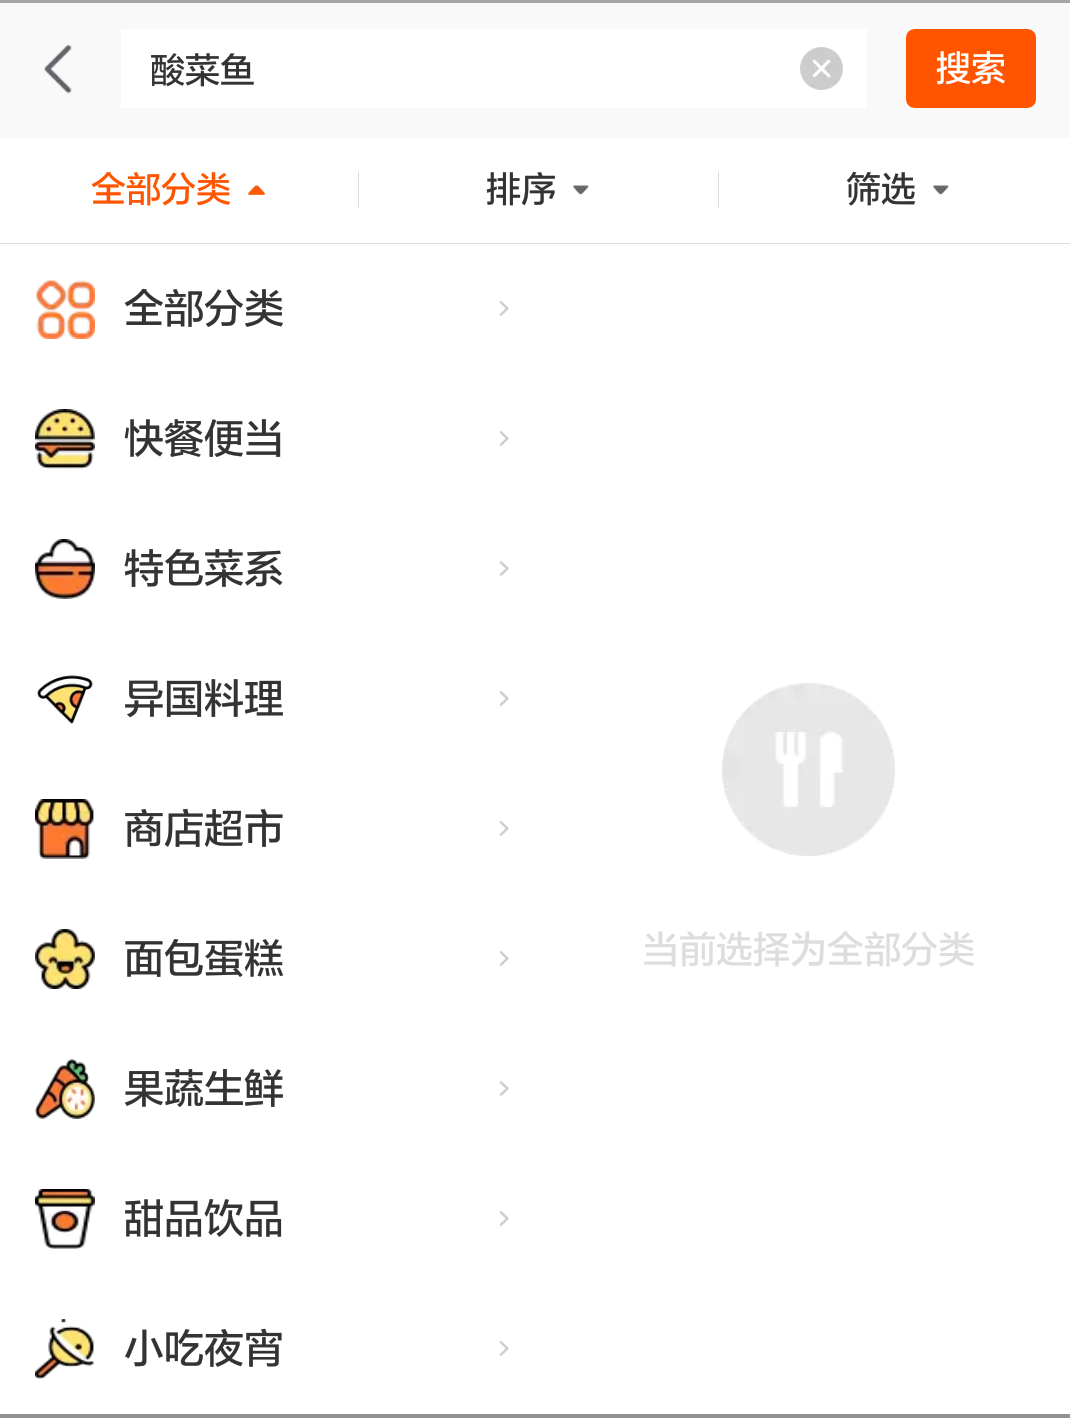 酸菜鱼
搜索
全部分类
排序
筛选
全部分类
快餐便当
特色菜系
异国料理
商店超市
面包蛋糕
果蔬生鲜
甜品饮品
小吃夜宵
当前选择为全部分类